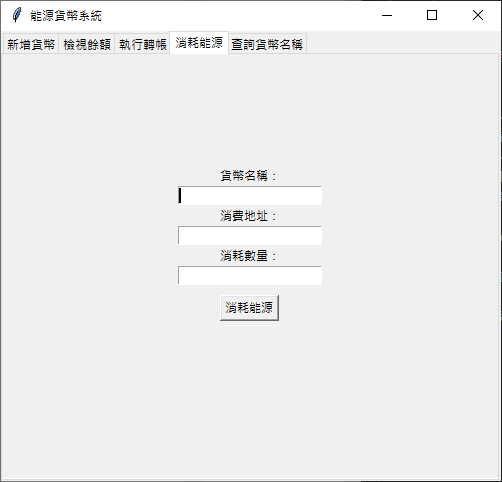 能源貨幣系統
新增貨幣 檢視餘額 執行轉帳 消耗能源 查詢貨幣名稱
貨幣名稱：
消費地址：
消耗數量：
消耗能源